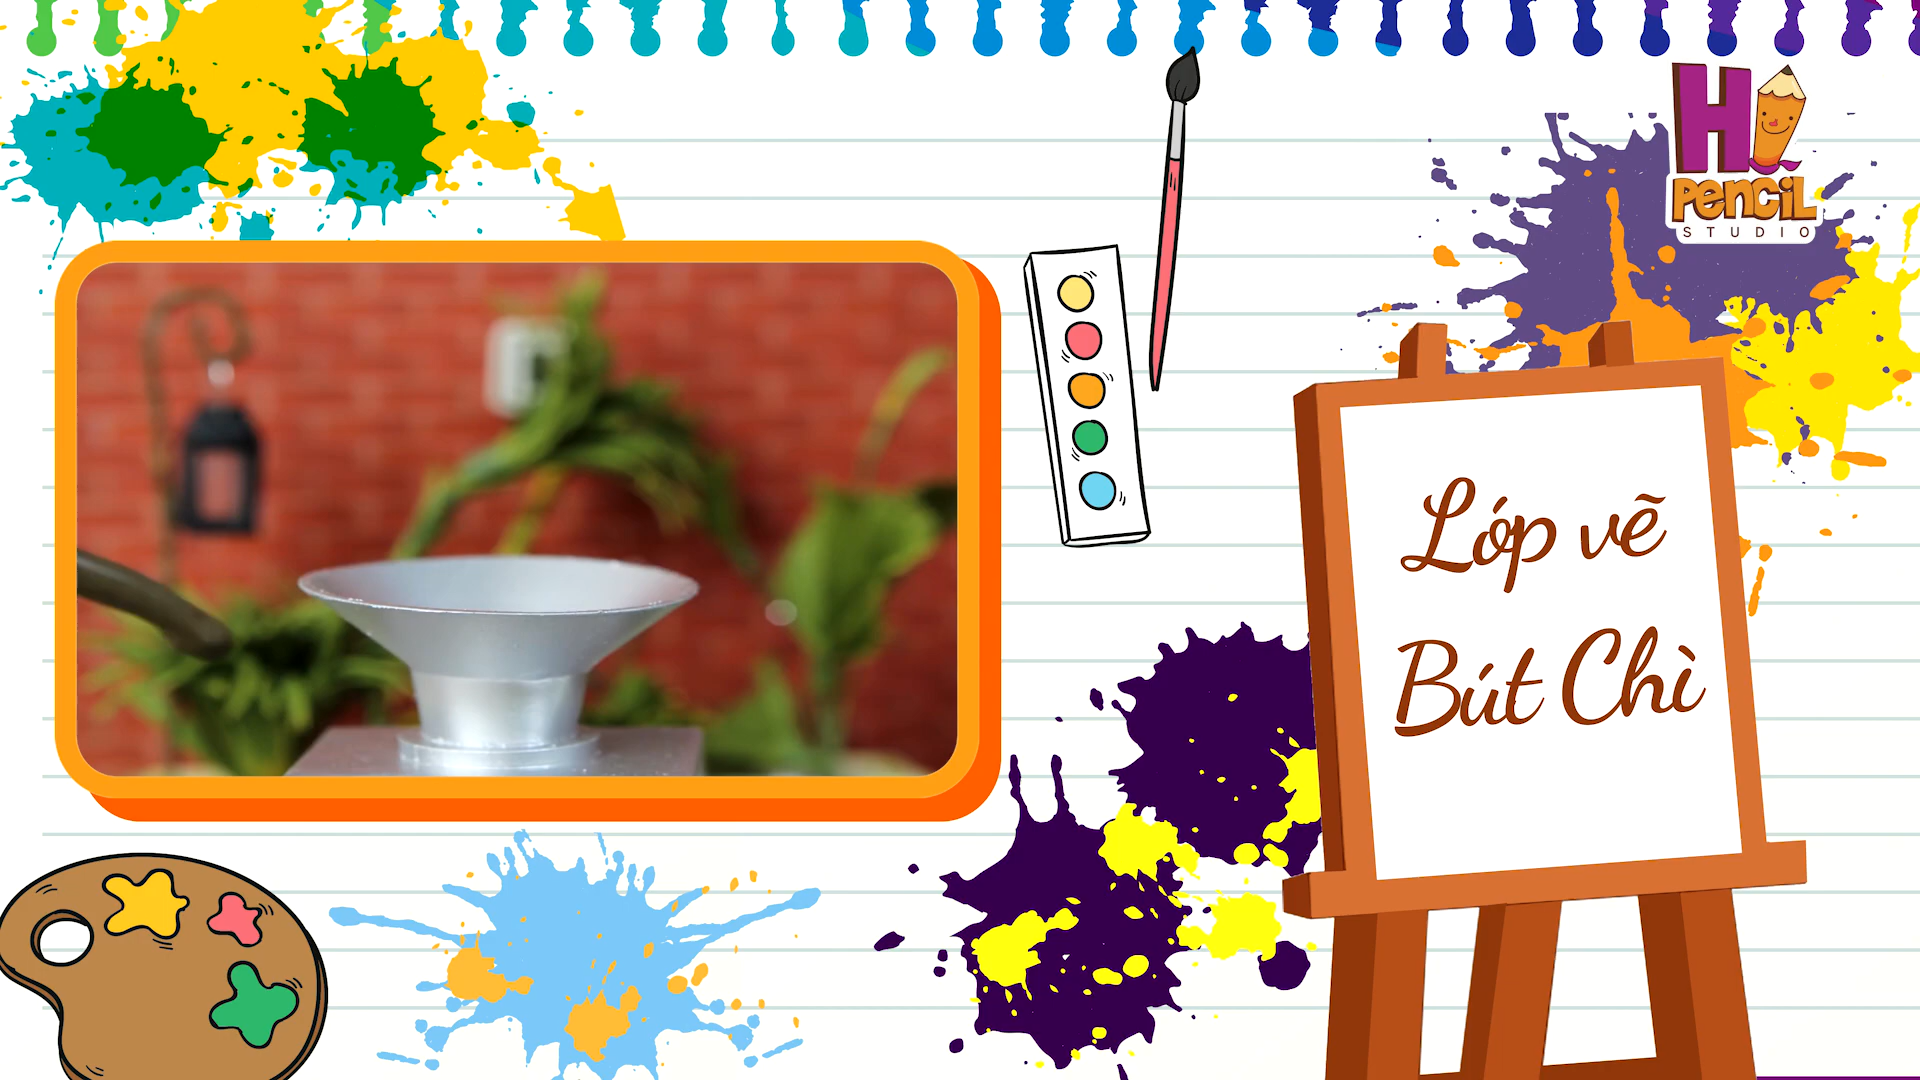 Hi
Pencil
STUDIO
Lớp vẽ
Bút Chì